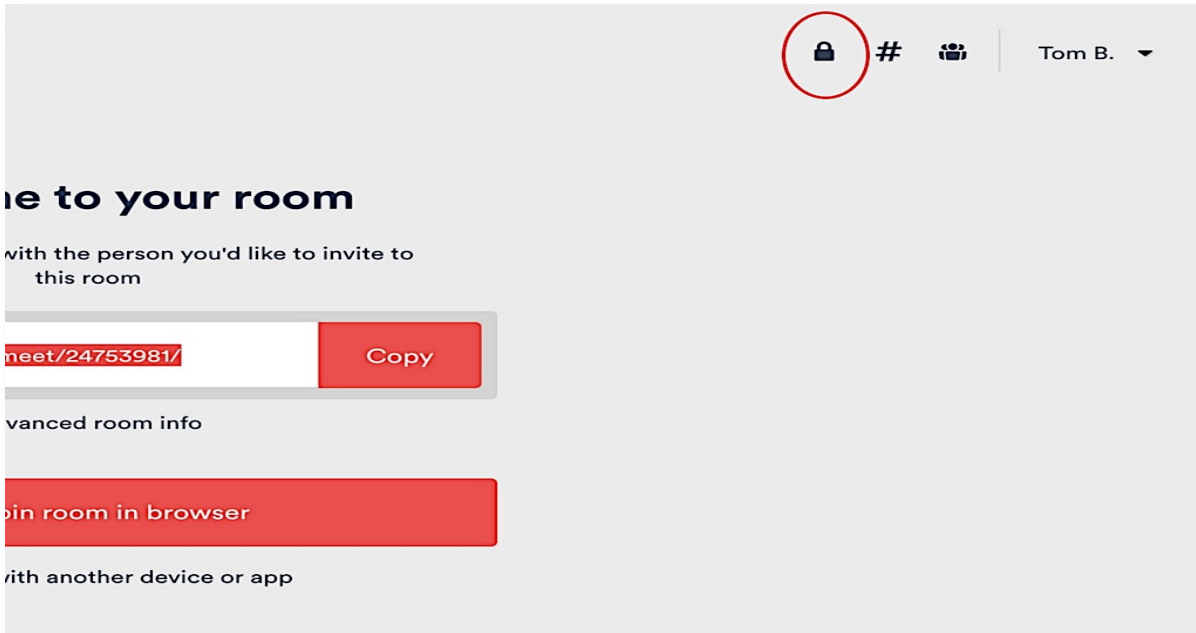 # Tom B.
ne to your room
with the person you'd like to invite to
this room
meet/24753981/ Copy
vanced room info
oin room in browser
with another device or app